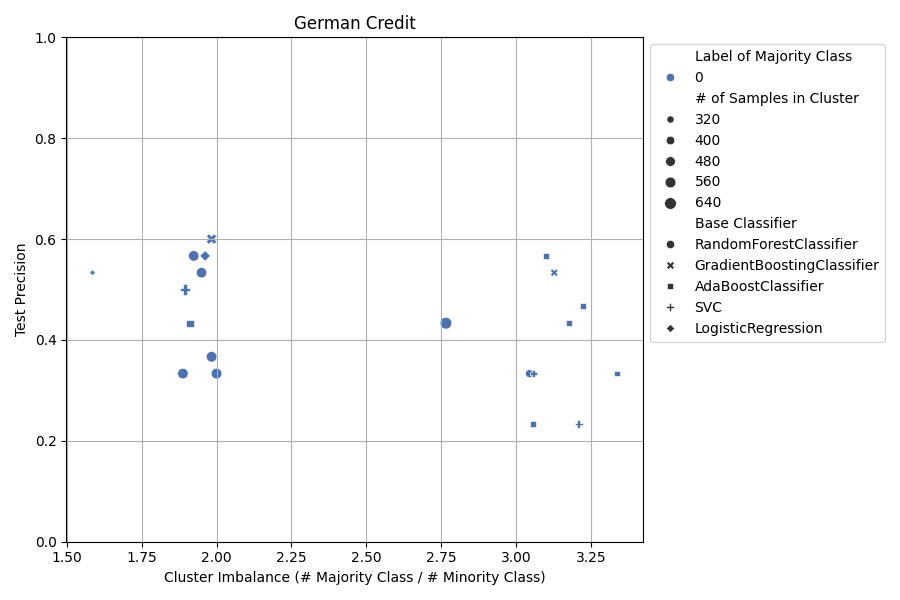 German Credit
1.0
0.8
0.6
0.4
0.2
0.0
Test Precision
1.50
1.75
2.00
2.25
2.50
2.75
3.00
3.25
Cluster Imbalance (# Majority Class / # Minority Class)
Label of Majority Class
0
# of Samples in Cluster
320
400
480
560
640
Base Classifier
RandomForestClassifier
GradientBoostingClassifier
AdaBoostClassifier
SVC
LogisticRegression